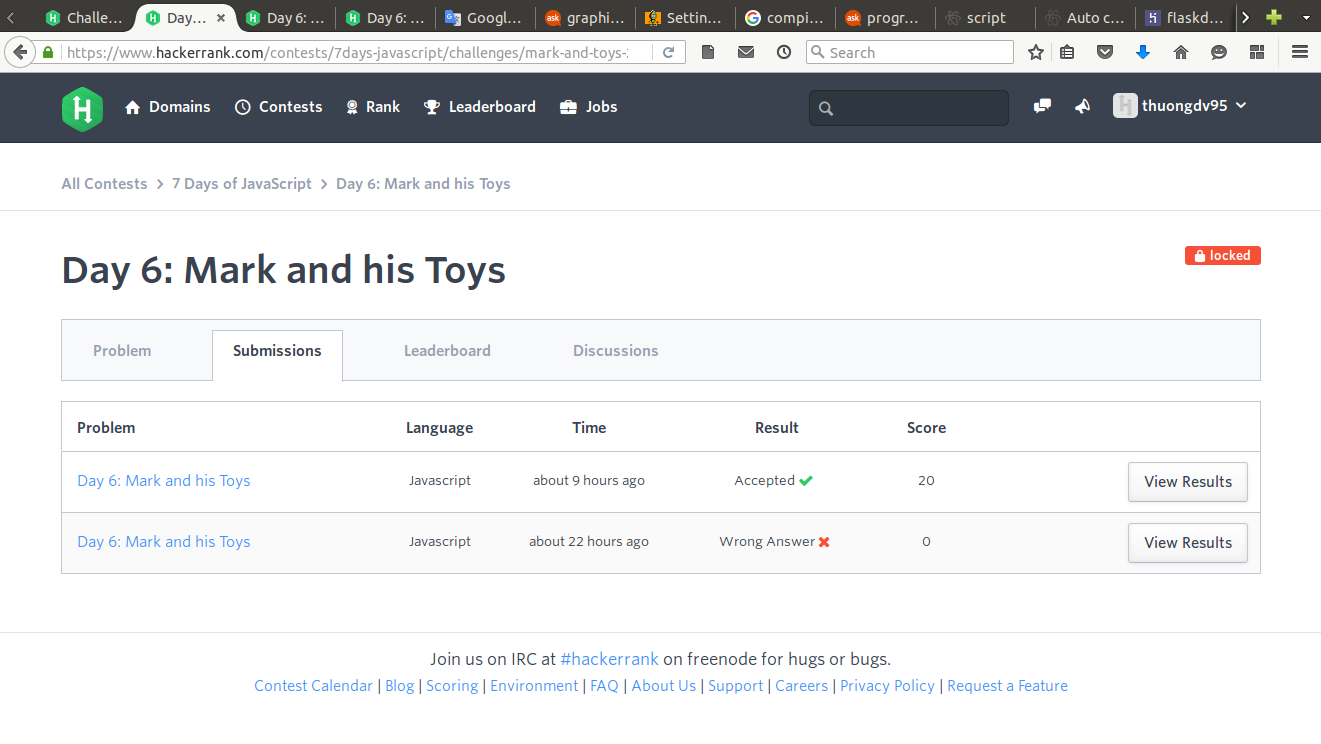 Challe... Day... × Day 6: ... Day 6: ... Googl... graphi... Settin... compi... progr... script Auto c... flaskd...
https://www.hackerrank.com/contests/7days-javascript/challenges/mark-and-toys- Search
H Domains Contests Rank Leaderboard Jobs thuongdv95
All Contests > 7 Days of JavaScript > Day 6: Mark and his Toys
Day 6: Mark and his Toys locked
Problem Submissions Leaderboard Discussions
Problem Language Time Result Score
Day 6: Mark and his Toys Javascript about 9 hours ago Accepted 20 View Results
Day 6: Mark and his Toys Javascript about 22 hours ago Wrong Answer 0 View Results
Join us on IRC at #hackerrank on freenode for hugs or bugs.
Contest Calendar | Blog | Scoring | Environment | FAQ | About Us | Support | Careers | Privacy Policy | Request a Feature